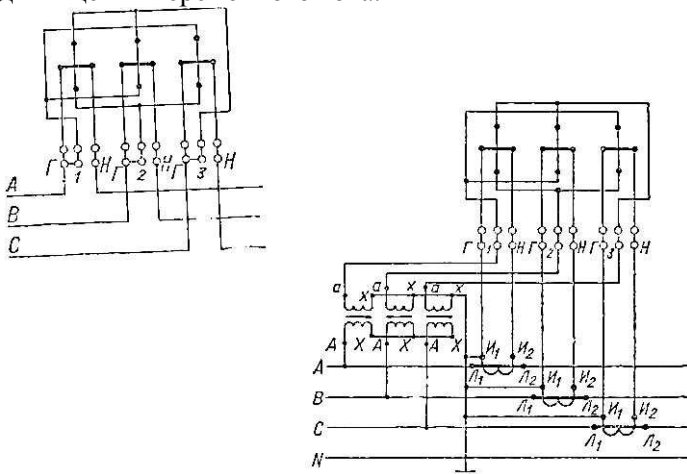 Г 1 Н Г 2 Н Г 3 Н
A
B
C
Г 1 Н Г 2 Н Г 3 Н
a x a x a x
A X A X A X
A
И₁ И₂
Л₁ Л₂ И₁ И₂
B
Л₁ Л₂ И₁ И₂
C
Л₁ Л₂
N